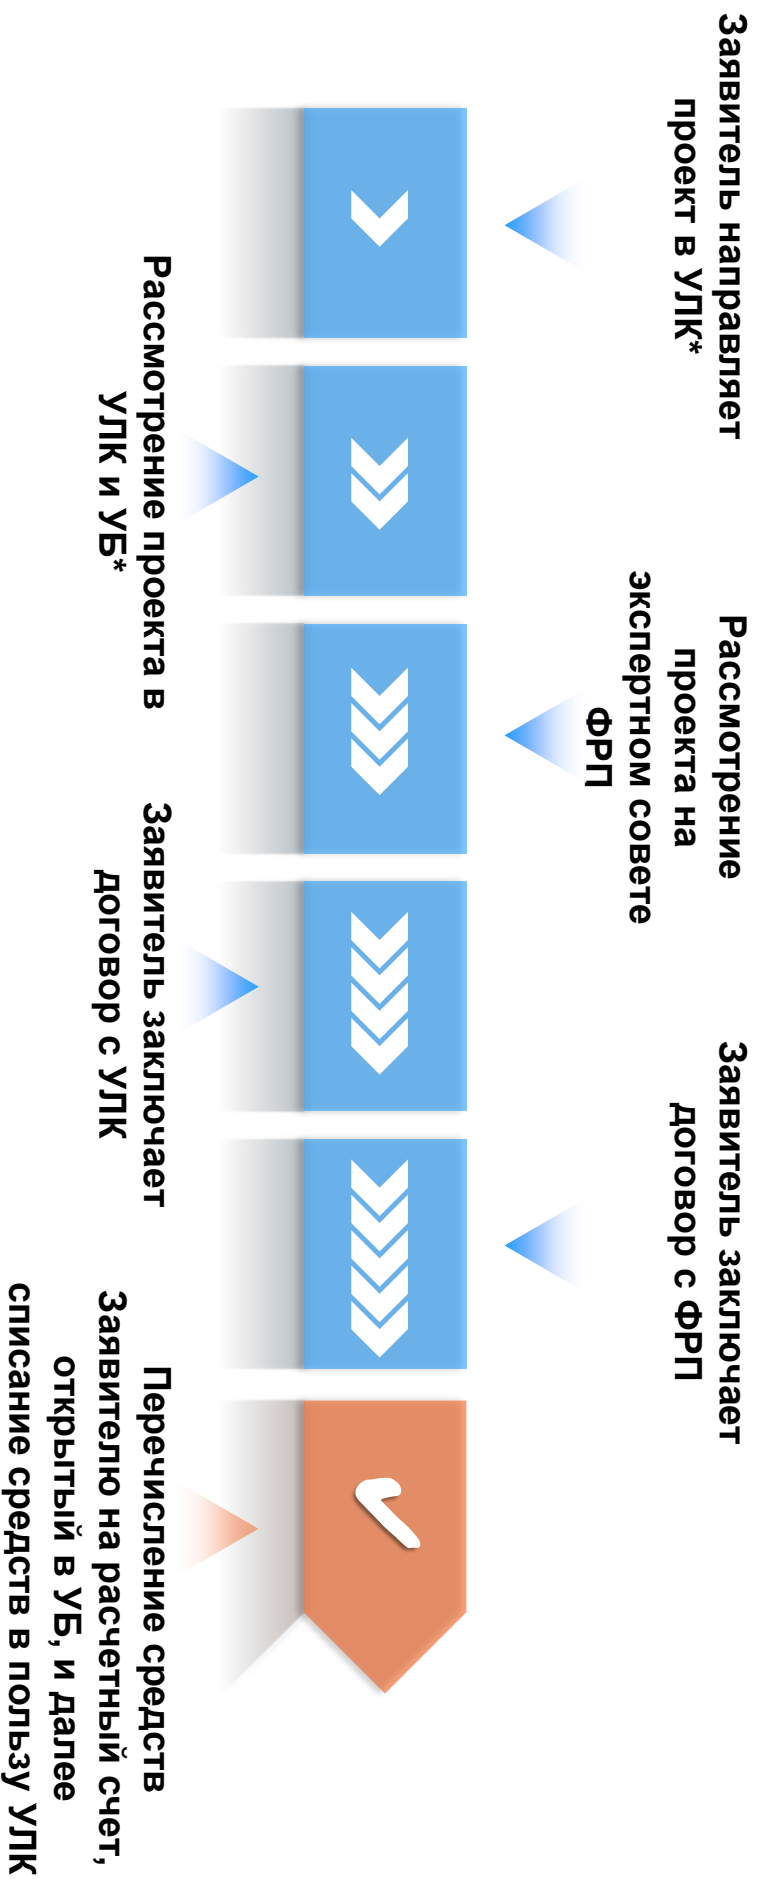 Заявитель направляет
проект в УЛК*
Рассмотрение проекта в
УЛК и УБ*
Рассмотрение
проекта на
экспертном совете
ФРП
Заявитель заключает
договор с УЛК
Заявитель заключает
договор с ФРП
Перечисление средств
Заявителю на расчетный счет,
открытый в УБ, и далее
списание средств в пользу УЛК